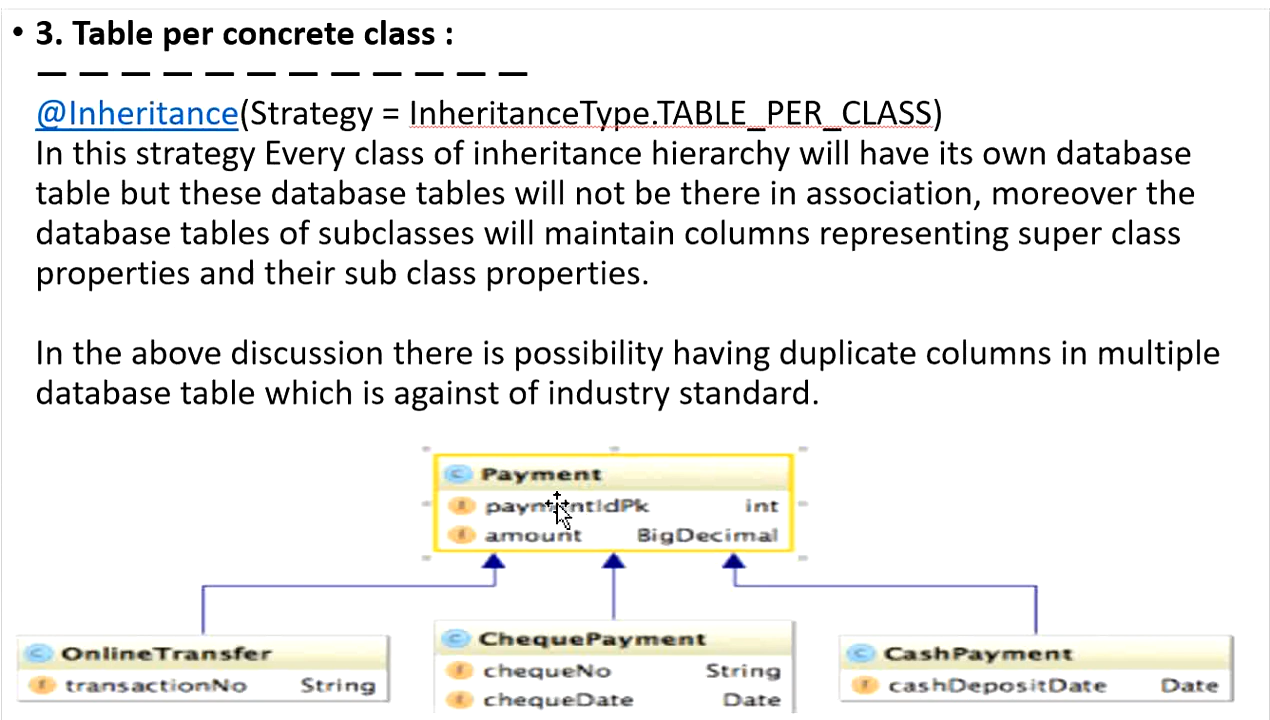 • 3. Table per concrete class :
— — — — — — — — — — — —
@Inheritance(Strategy = InheritanceType.TABLE_PER_CLASS)
In this strategy Every class of inheritance hierarchy will have its own database
table but these database tables will not be there in association, moreover the
database tables of subclasses will maintain columns representing super class
properties and their sub class properties.
In the above discussion there is possibility having duplicate columns in multiple
database table which is against of industry standard.
C Payment
f paymentIdPk int
f amount BigDecimal
C OnlineTransfer
f transactionNo String
C ChequePayment
f chequeNo String
f chequeDate Date
C CashPayment
f cashDepositDate Date